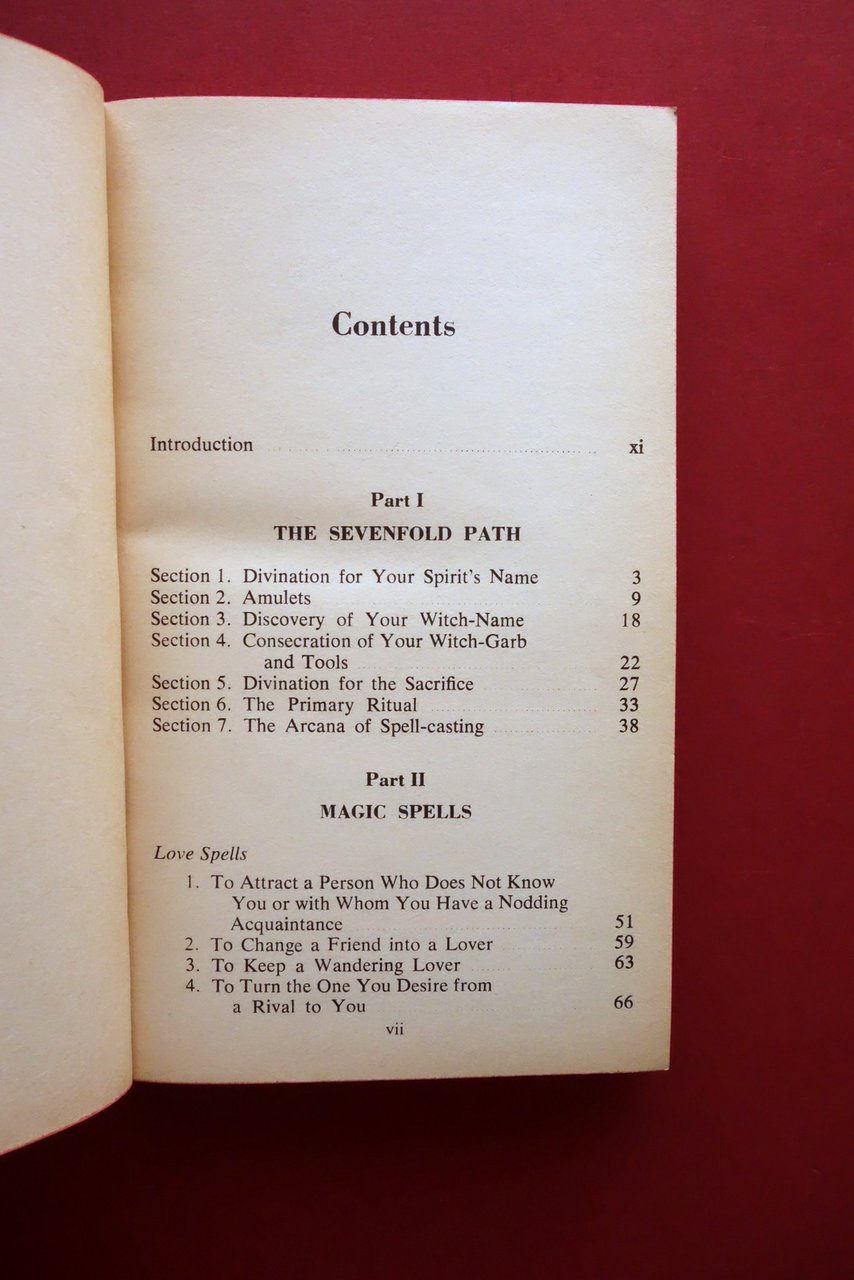 Contents
Introduction xi
Part I
THE SEVENFOLD PATH
Section 1. Divination for Your Spirit's Name 3
Section 2. Amulets 9
Section 3. Discovery of Your Witch-Name 18
Section 4. Consecration of Your Witch-Garb
and Tools 22
Section 5. Divination for the Sacrifice 27
Section 6. The Primary Ritual 33
Section 7. The Arcana of Spell-casting 38
Part II
MAGIC SPELLS
Love Spells
1. To Attract a Person Who Does Not Know
You or with Whom You Have a Nodding
Acquaintance 51
2. To Change a Friend into a Lover 59
3. To Keep a Wandering Lover 63
4. To Turn the One You Desire from
a Rival to You 66
vii